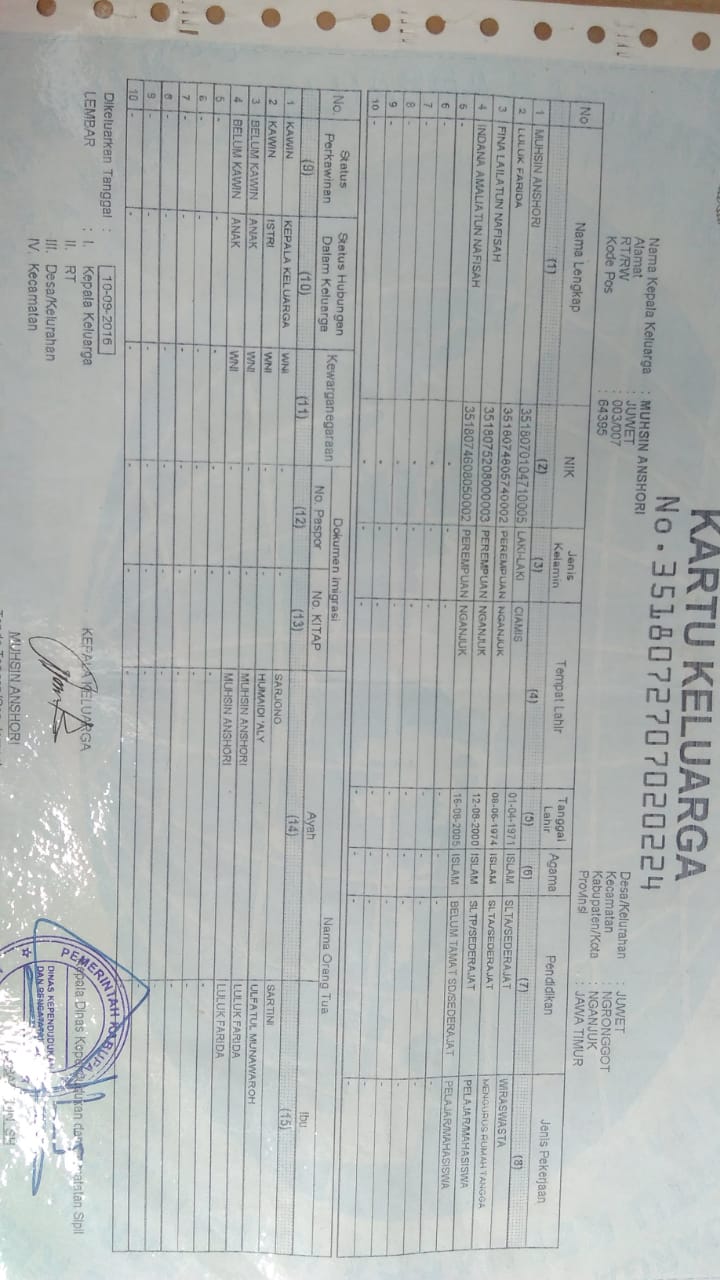 KARTU KELUARGA
No. 3518072707020224
Nama Kepala Keluarga : MUHSIN ANSHORI
Alamat : JUWET
RT/RW : 003/007
Kode Pos : 64395
Desa/Kelurahan : JUWET
Kecamatan : NGRONGGOT
Kabupaten/Kota : NGANJUK
Provinsi : JAWA TIMUR
No Nama Lengkap NIK Jenis Kelamin Tempat Lahir Tanggal Lahir Agama Pendidikan Jenis Pekerjaan
(1) (2) (3) (4) (5) (6) (7) (8)
1 MUHSIN ANSHORI 3518070104710005 LAKI-LAKI CIAMIS 01-04-1971 ISLAM SLTA/SEDERAJAT WIRASWASTA
2 LULUK FARIDA 3518074806740002 PEREMPUAN NGANJUK 08-06-1974 ISLAM SLTA/SEDERAJAT MENGURUS RUMAH TANGGA
3 FINA LAILATUN NAFISAH 3518075208000003 PEREMPUAN NGANJUK 12-08-2000 ISLAM SLTP/SEDERAJAT PELAJAR/MAHASISWA
4 INDANA AMALIATUN NAFISAH 3518074608050002 PEREMPUAN NGANJUK 16-08-2005 ISLAM BELUM TAMAT SD/SEDERAJAT PELAJAR/MAHASISWA
5 - - - - - - - -
6 - - - - - - - -
7 - - - - - - - -
8 - - - - - - - -
9 - - - - - - - -
10 - - - - - - - -
No. Status Perkawinan Status Hubungan Dalam Keluarga Kewarganegaraan Dokumen Imigrasi Nama Orang Tua
No. Paspor No. KITAP Ayah Ibu
(9) (10) (11) (12) (13) (14) (15)
1 KAWIN KEPALA KELUARGA WNI - - SARJONO SARTINI
2 KAWIN ISTRI WNI - - HUMAIDI 'ALY ULFATUL MUNAWAROH
3 BELUM KAWIN ANAK WNI - - MUHSIN ANSHORI LULUK FARIDA
4 BELUM KAWIN ANAK WNI - - MUHSIN ANSHORI LULUK FARIDA
5 - - - - - - -
6 - - - - - - -
7 - - - - - - -
8 - - - - - - -
9 - - - - - - -
10 - - - - - - -
Dikeluarkan Tanggal : 10-09-2016
LEMBAR : I. Kepala Keluarga
II. RT
III. Desa/Kelurahan
IV. Kecamatan
KEPALA KELUARGA
MUHSIN ANSHORI
Kepala Dinas
Sipil
PEMERINTAH KABUPA
DINAS KEPENDUDUKAN